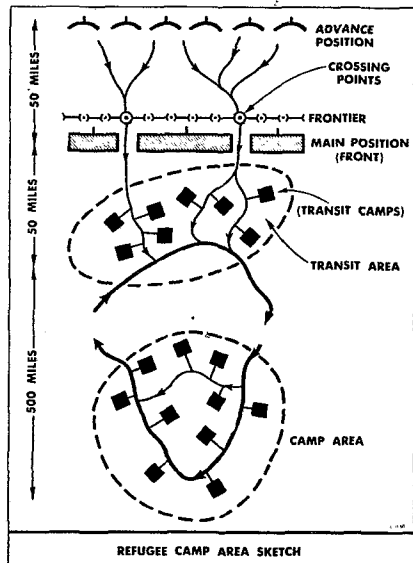 ADVANCE
POSITION
CROSSING
POINTS
50 MILES
FRONTIER
MAIN POSITION
(FRONT)
50 MILES
(TRANSIT CAMPS)
TRANSIT AREA
500 MILES
CAMP AREA
REFUGEE CAMP AREA SKETCH